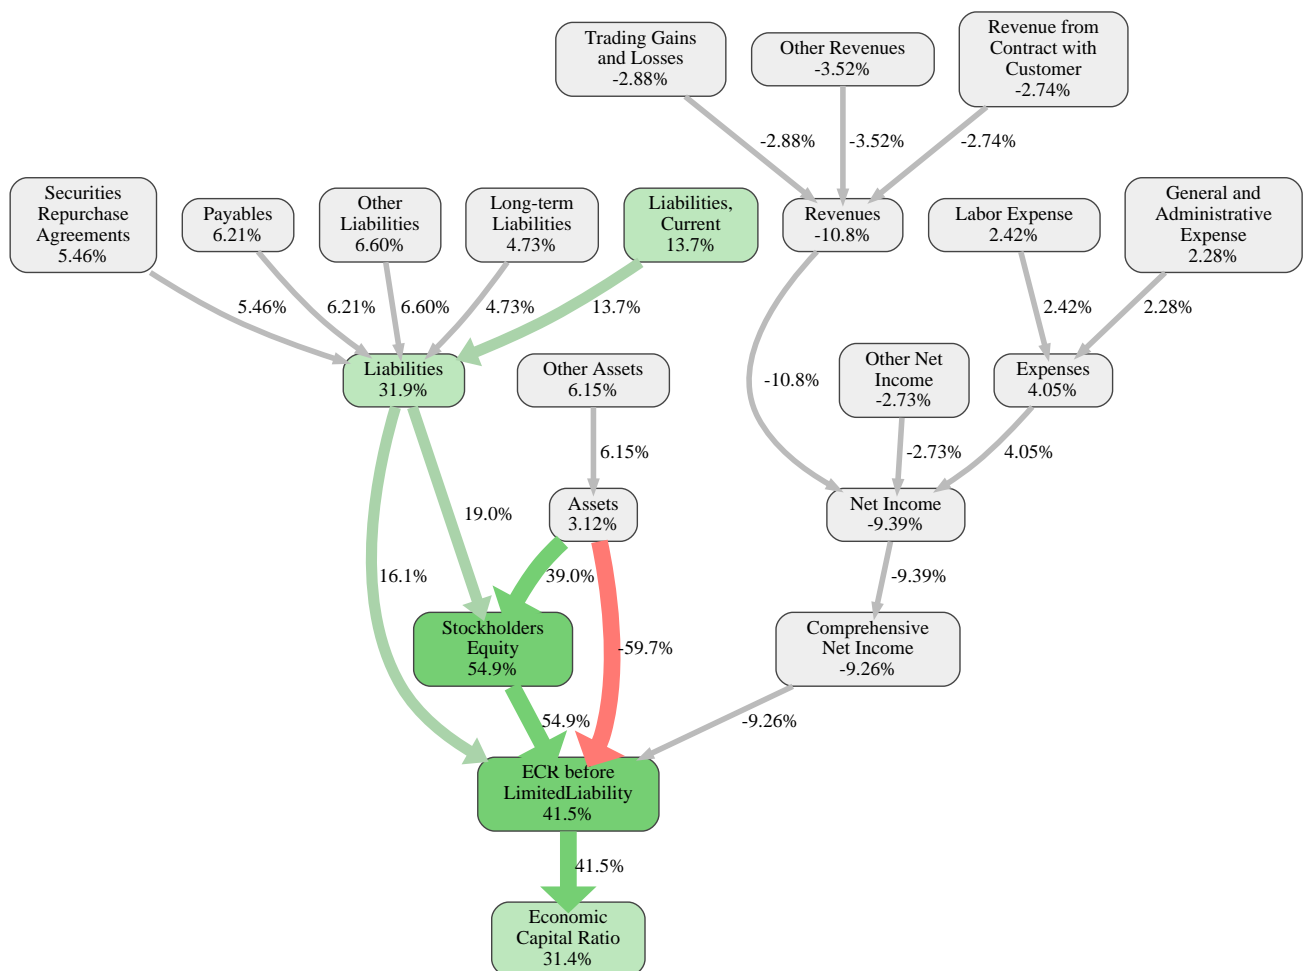 Trading Gains
and Losses
-2.88%
Other Revenues
-3.52%
Revenue from
Contract with
Customer
-2.74%
-2.88%
-3.52%
-2.74%
Securities
Repurchase
Agreements
5.46%
Payables
6.21%
Other
Liabilities
6.60%
Long-term
Liabilities
4.73%
Liabilities,
Current
13.7%
Revenues
-10.8%
Labor Expense
2.42%
General and
Administrative
Expense
2.28%
5.46%
6.21%
6.60%
4.73%
13.7%
2.42%
2.28%
Liabilities
31.9%
Other Assets
6.15%
-10.8%
Other Net
Income
-2.73%
Expenses
4.05%
6.15%
-2.73%
4.05%
19.0%
Assets
3.12%
Net Income
-9.39%
16.1%
39.0%
-9.39%
Stockholders
Equity
54.9%
-59.7%
Comprehensive
Net Income
-9.26%
54.9%
-9.26%
ECR before
LimitedLiability
41.5%
41.5%
Economic
Capital Ratio
31.4%